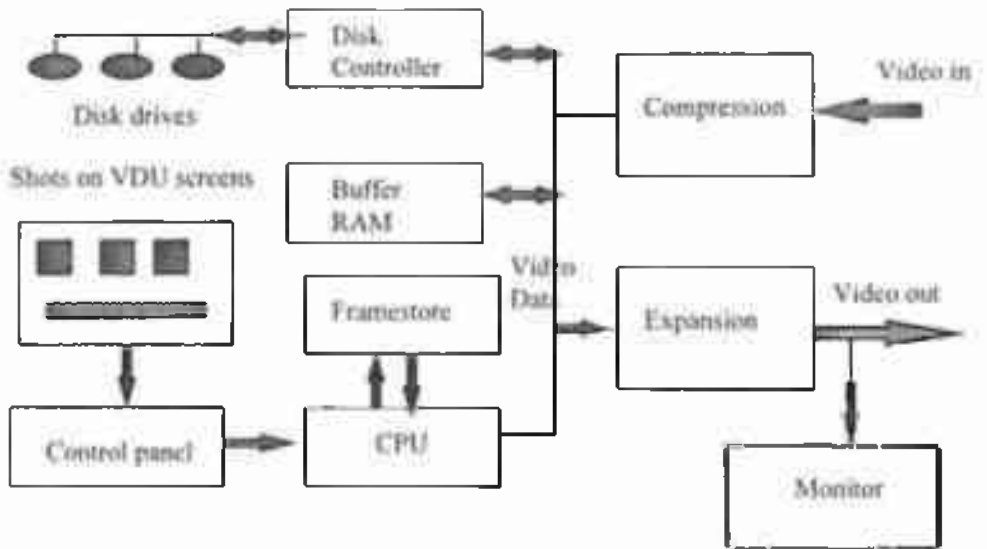 Disk
Controller
Video in
Compression
Disk drives
Shots on VDU screens
Buffer
RAM
Video
Data
Framestore
Expansion
Video out
Control panel
CPU
Monitor